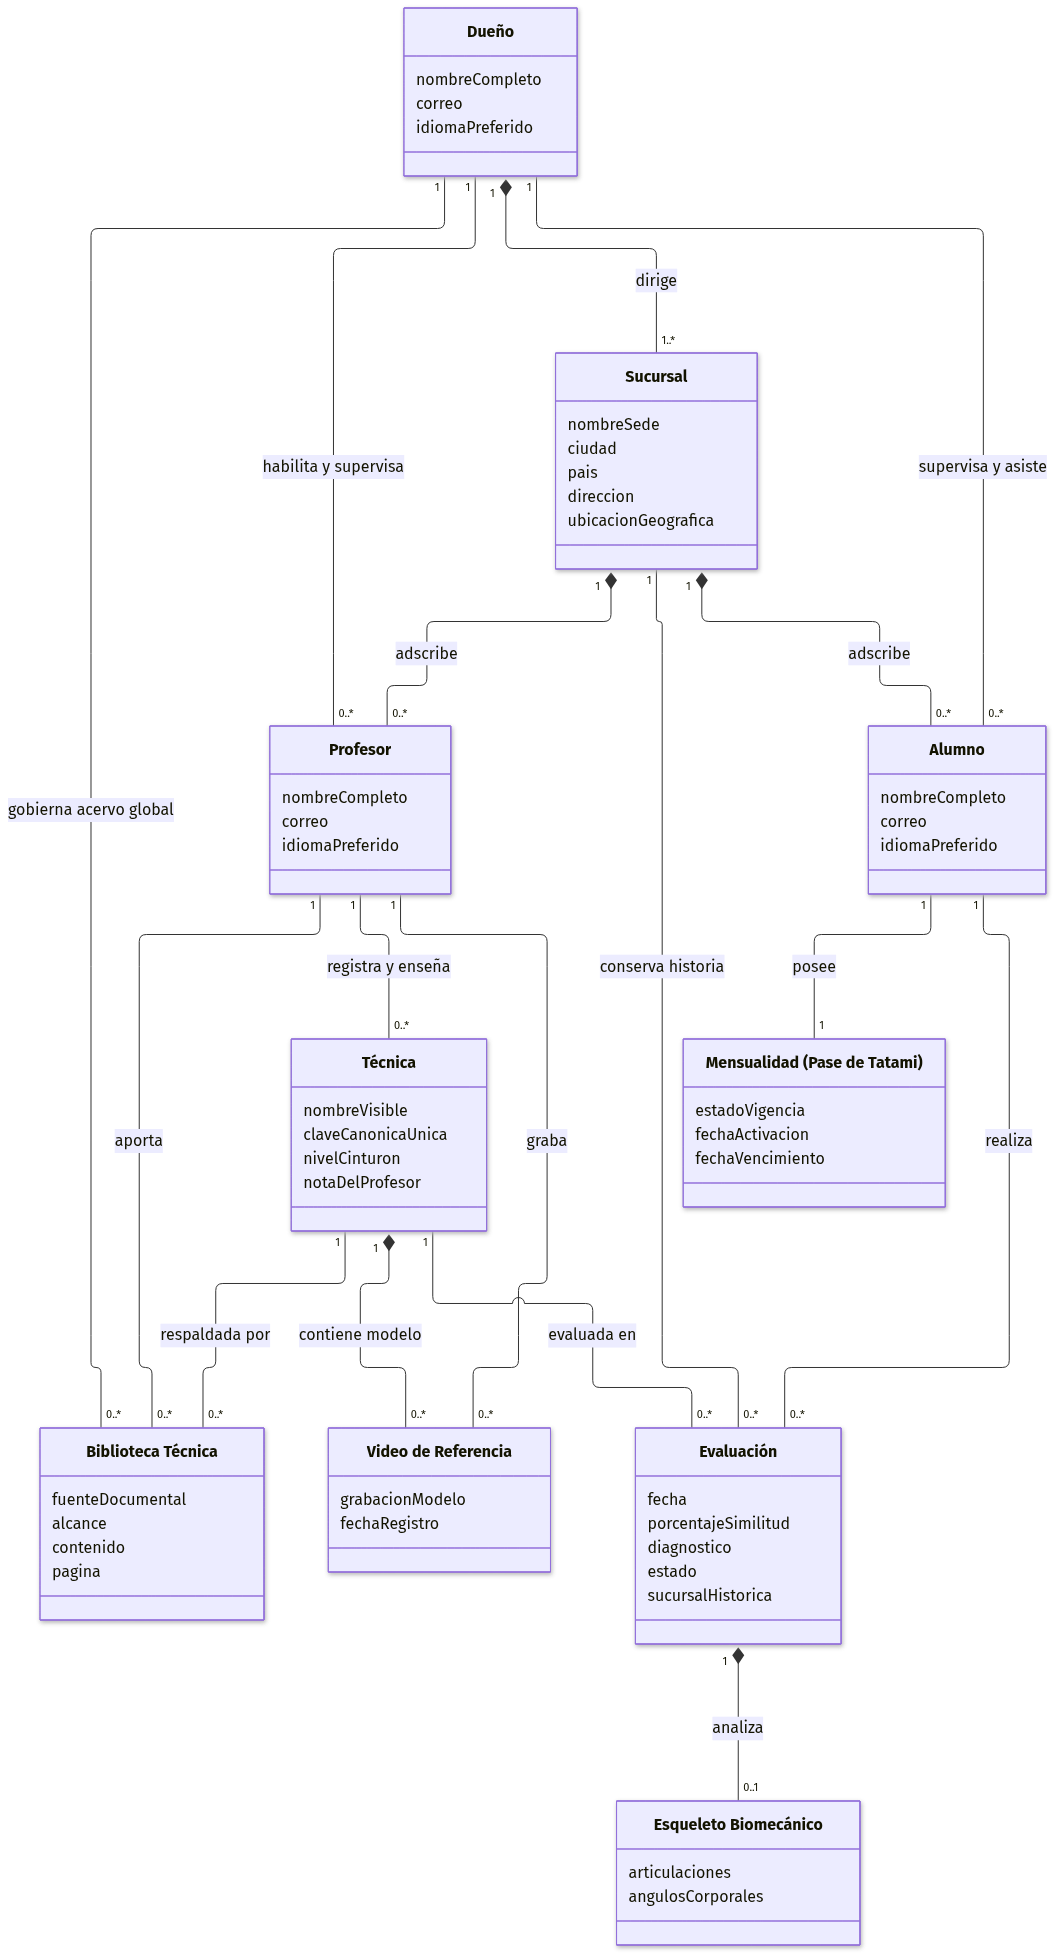 Dueño
nombreCompleto
correo
idiomaPreferido
1
1
1
1
dirige
1..*
Sucursal
nombreSede
ciudad
pais
direccion
ubicacionGeografica
habilita y supervisa
supervisa y asiste
1
1
1
adscribe
adscribe
0..*
0..*
0..*
0..*
Profesor
nombreCompleto
correo
idiomaPreferido
Alumno
nombreCompleto
correo
idiomaPreferido
gobierna acervo global
1
1
1
1
1
registra y enseña
conserva historia
posee
0..*
1
Técnica
nombreVisible
claveCanonicaUnica
nivelCinturon
notaDelProfesor
Mensualidad (Pase de Tatami)
estadoVigencia
fechaActivacion
fechaVencimiento
aporta
graba
realiza
1
1
1
respaldada por
contiene modelo
evaluada en
0..*
0..*
0..*
0..*
0..*
0..*
0..*
0..*
Biblioteca Técnica
fuenteDocumental
alcance
contenido
pagina
Video de Referencia
grabacionModelo
fechaRegistro
Evaluación
fecha
porcentajeSimilitud
diagnostico
estado
sucursalHistorica
1
analiza
0..1
Esqueleto Biomecánico
articulaciones
angulosCorporales